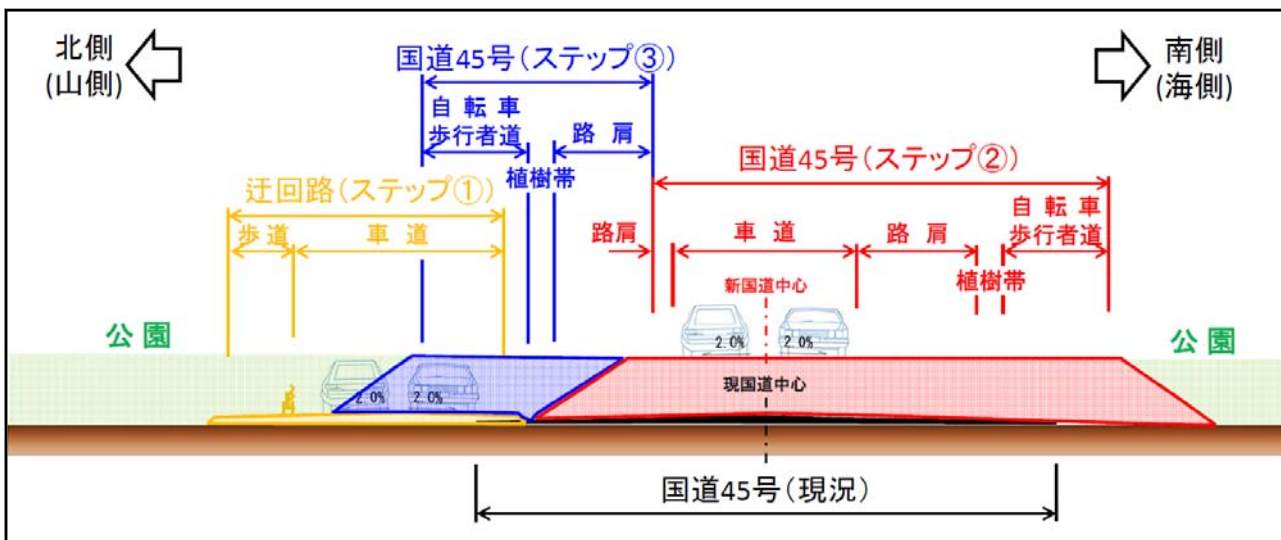 北側
(山側)
南側
(海側)
国道45号(ステップ③)
自転車
歩行者道
路肩
植樹帯
国道45号(ステップ②)
迂回路(ステップ①)
歩道
車道
路肩
車道
路肩
自転車
歩行者道
植樹帯
新国道中心
公園
公園
2.0%
2.0%
現国道中心
2.0%
2.0%
国道45号(現況)